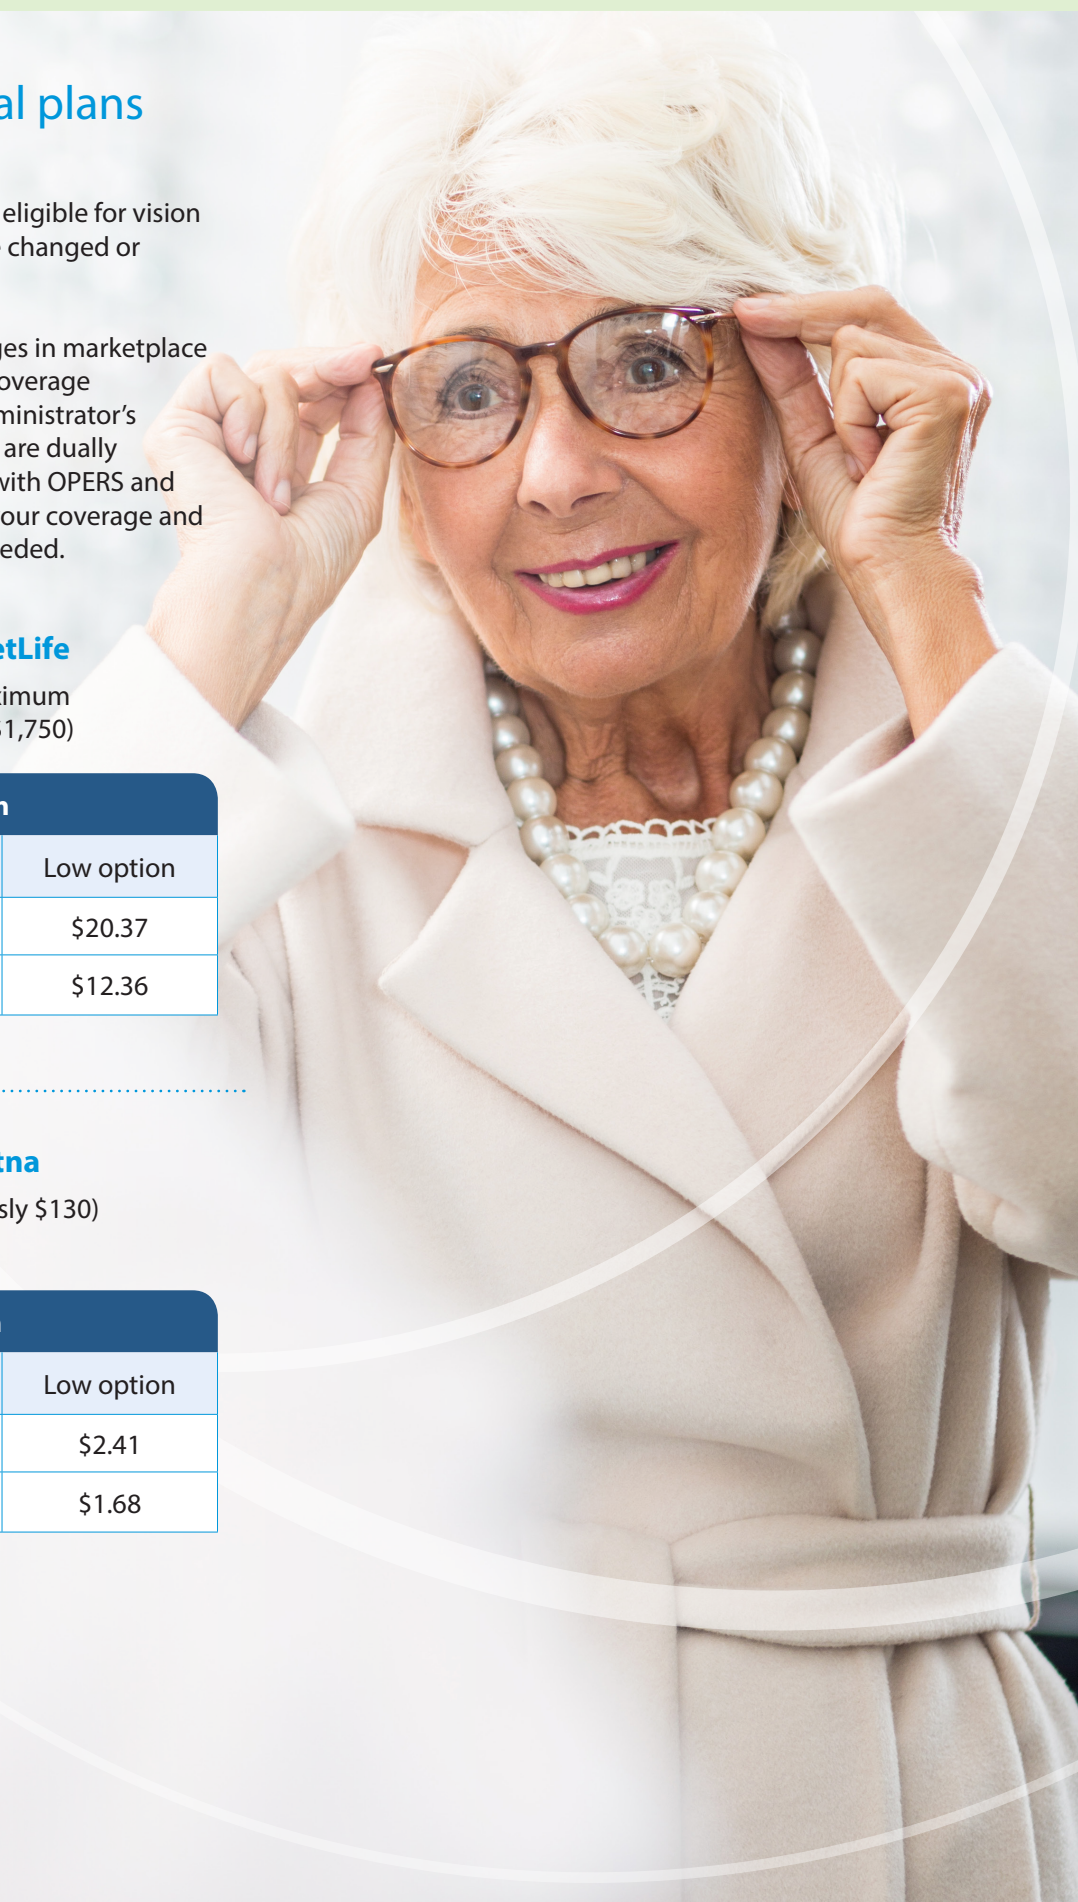 al plans
eligible for vision
changed or
ges in marketplace
overage
ministrator's
are dually
with OPERS and
our coverage and
eded.
etLife
ximum
$1,750)
n
Low option
$20.37
$12.36
tna
sly $130)
Low option
$2.41
$1.68